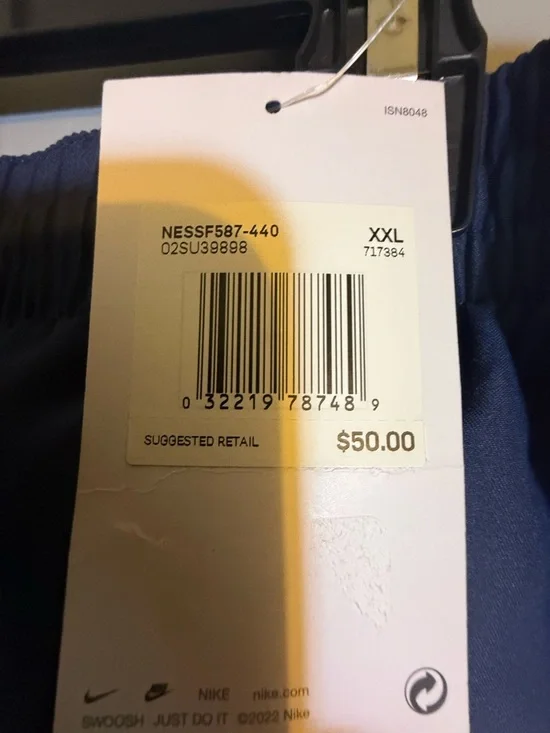 ISN8048
NESSF587-440
XXL
02SU39898
717384
0 32219 78748 9
SUGGESTED RETAIL
$50.00
NIKE nike.com
SWOOSH JUST DO IT ©2022 Nike